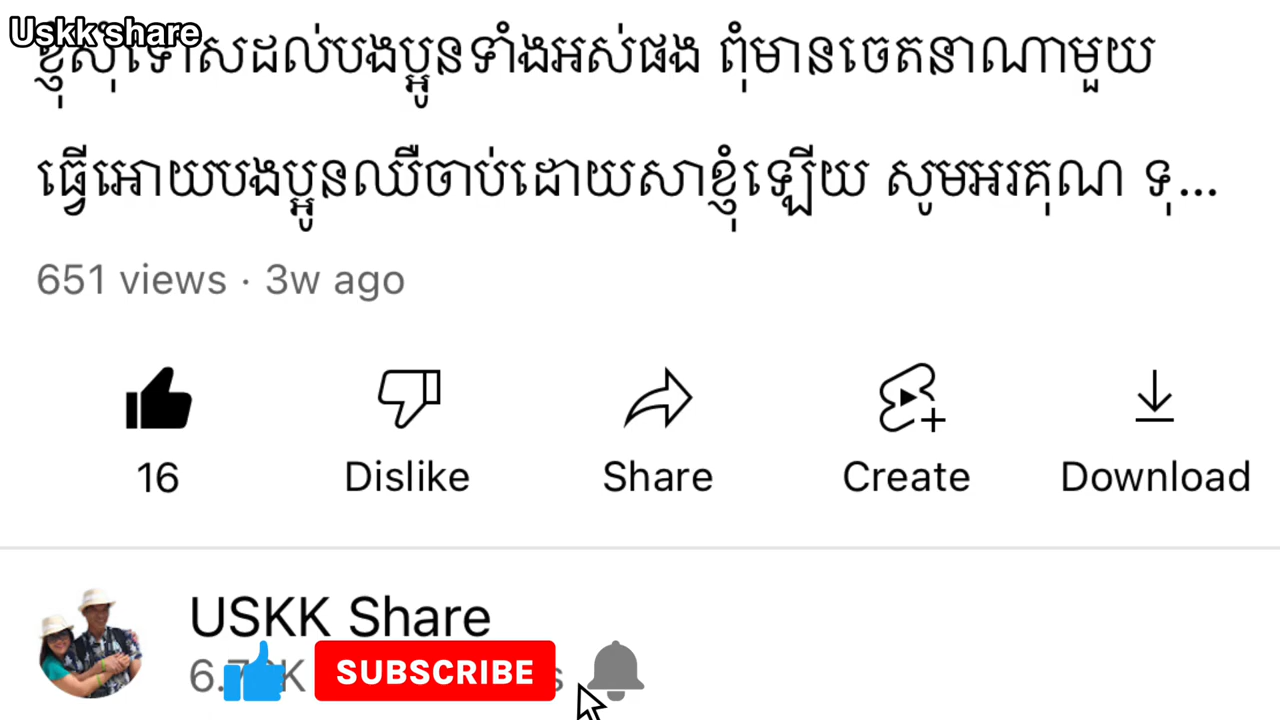 Uskk share
ខ្ញុំសុំទោសដល់បងប្អូនទាំងអស់ផង ពុំមានចេតនាណាមួយ
ធ្វើអោយបងប្អូនឈឺចាប់ដោយសាខ្ញុំឡើយ សូមអរគុណ ទុ...
651 views · 3w ago
16
Dislike
Share
Create
Download
USKK Share
SUBSCRIBE